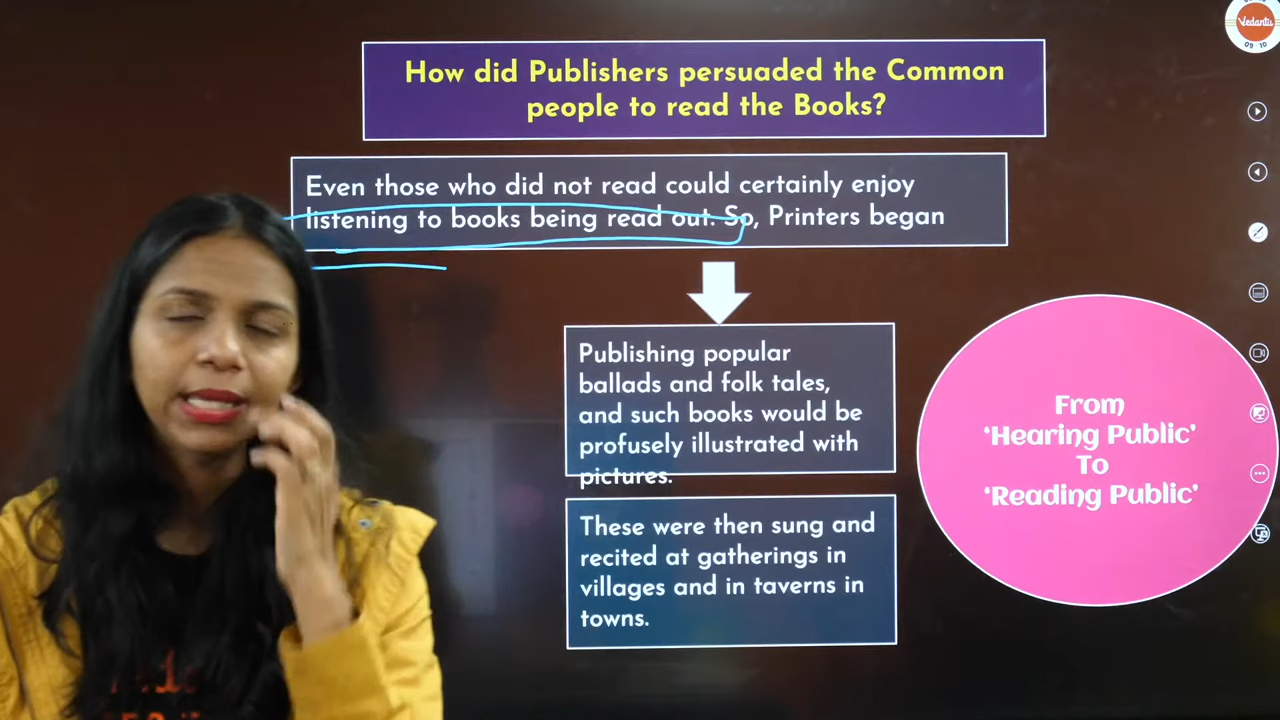 Vedantu
09 10
How did Publishers persuaded the Common
people to read the Books?
Even those who did not read could certainly enjoy
listening to books being read out. So, Printers began
Publishing popular
ballads and folk tales,
and such books would be
profusely illustrated with
pictures.
These were then sung and
recited at gatherings in
villages and in taverns in
towns.
From
‘Hearing Public’
To
‘Reading Public’